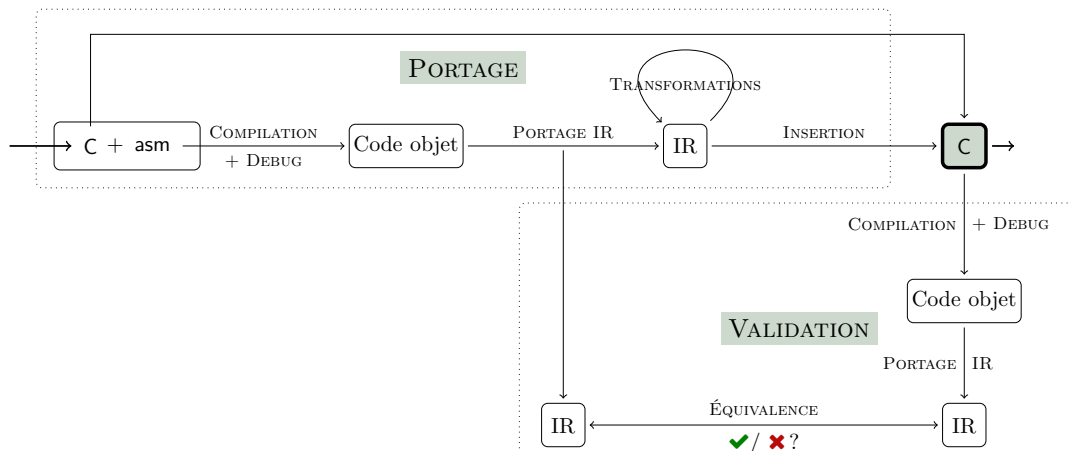 PORTAGE
TRANSFORMATIONS
C + asm
COMPILATION
+ DEBUG
Code objet
PORTAGE IR
IR
INSERTION
C
COMPILATION + DEBUG
Code objet
VALIDATION
PORTAGE IR
IR
ÉQUIVALENCE
✔ / ✖ ?
IR